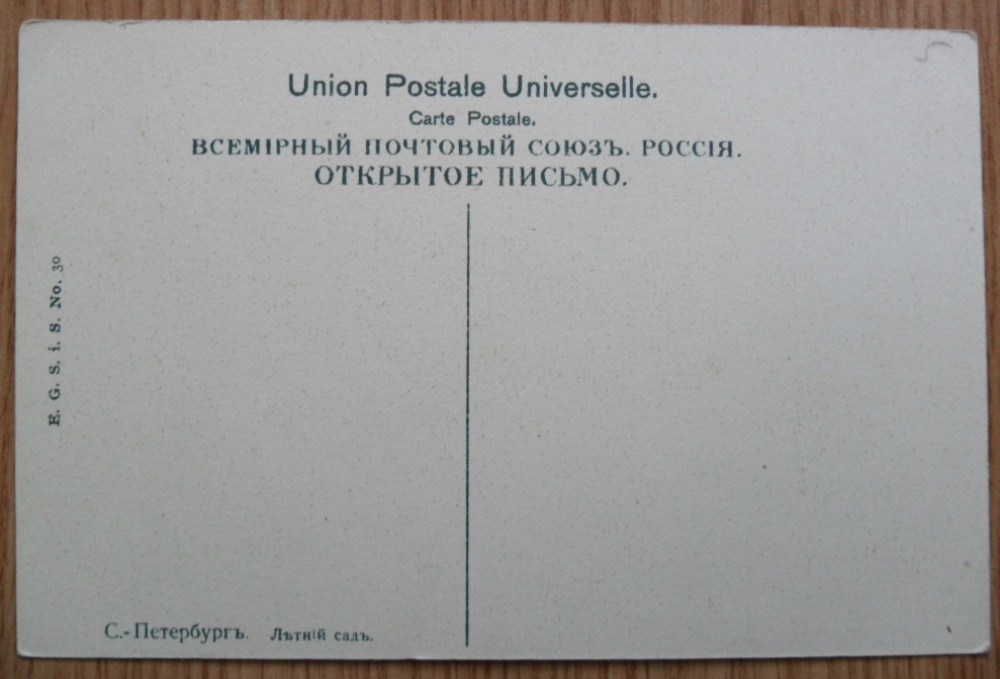 Union Postale Universelle.
Carte Postale.
ВСЕМІРНЫЙ ПОЧТОВЫЙ СОЮЗЪ. РОССІЯ.
ОТКРЫТОЕ ПИСЬМО.
E. G. S. i. S. No. 30
С.-Петербургъ. Лѣтній садъ.